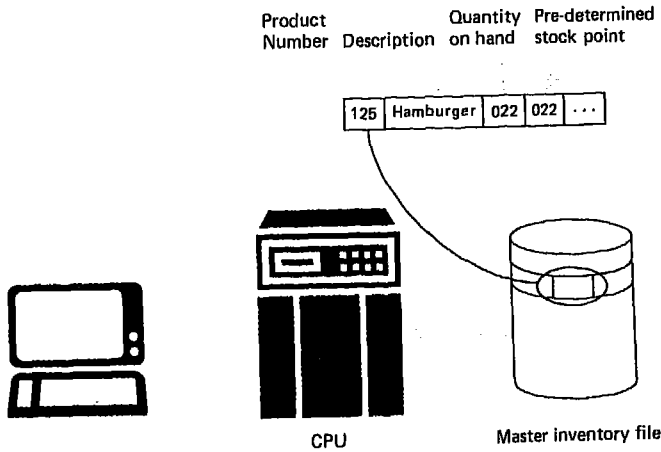 Product Number
Description
Quantity on hand
Pre-determined stock point
125 Hamburger 022 022 ...
CPU
Master inventory file